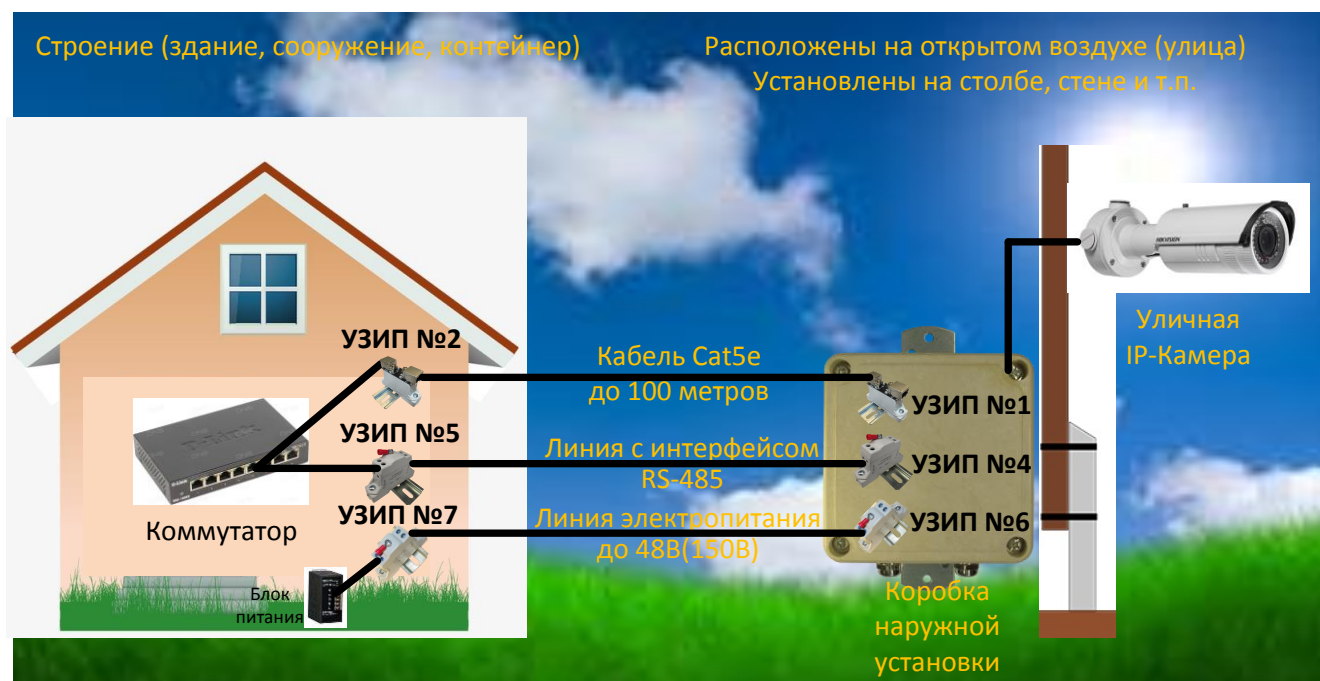 Строение (здание, сооружение, контейнер)
Расположены на открытом воздухе (улица)
Установлены на столбе, стене и т.п.
УЗИП №2
Кабель Cat5e
до 100 метров
УЗИП №1
Уличная
IP-Камера
HIKVISION
D-Link
УЗИП №5
Линия с интерфейсом
RS-485
УЗИП №4
Коммутатор
УЗИП №7
Линия электропитания
до 48В(150В)
УЗИП №6
Блок
питания
Коробка
наружной
установки